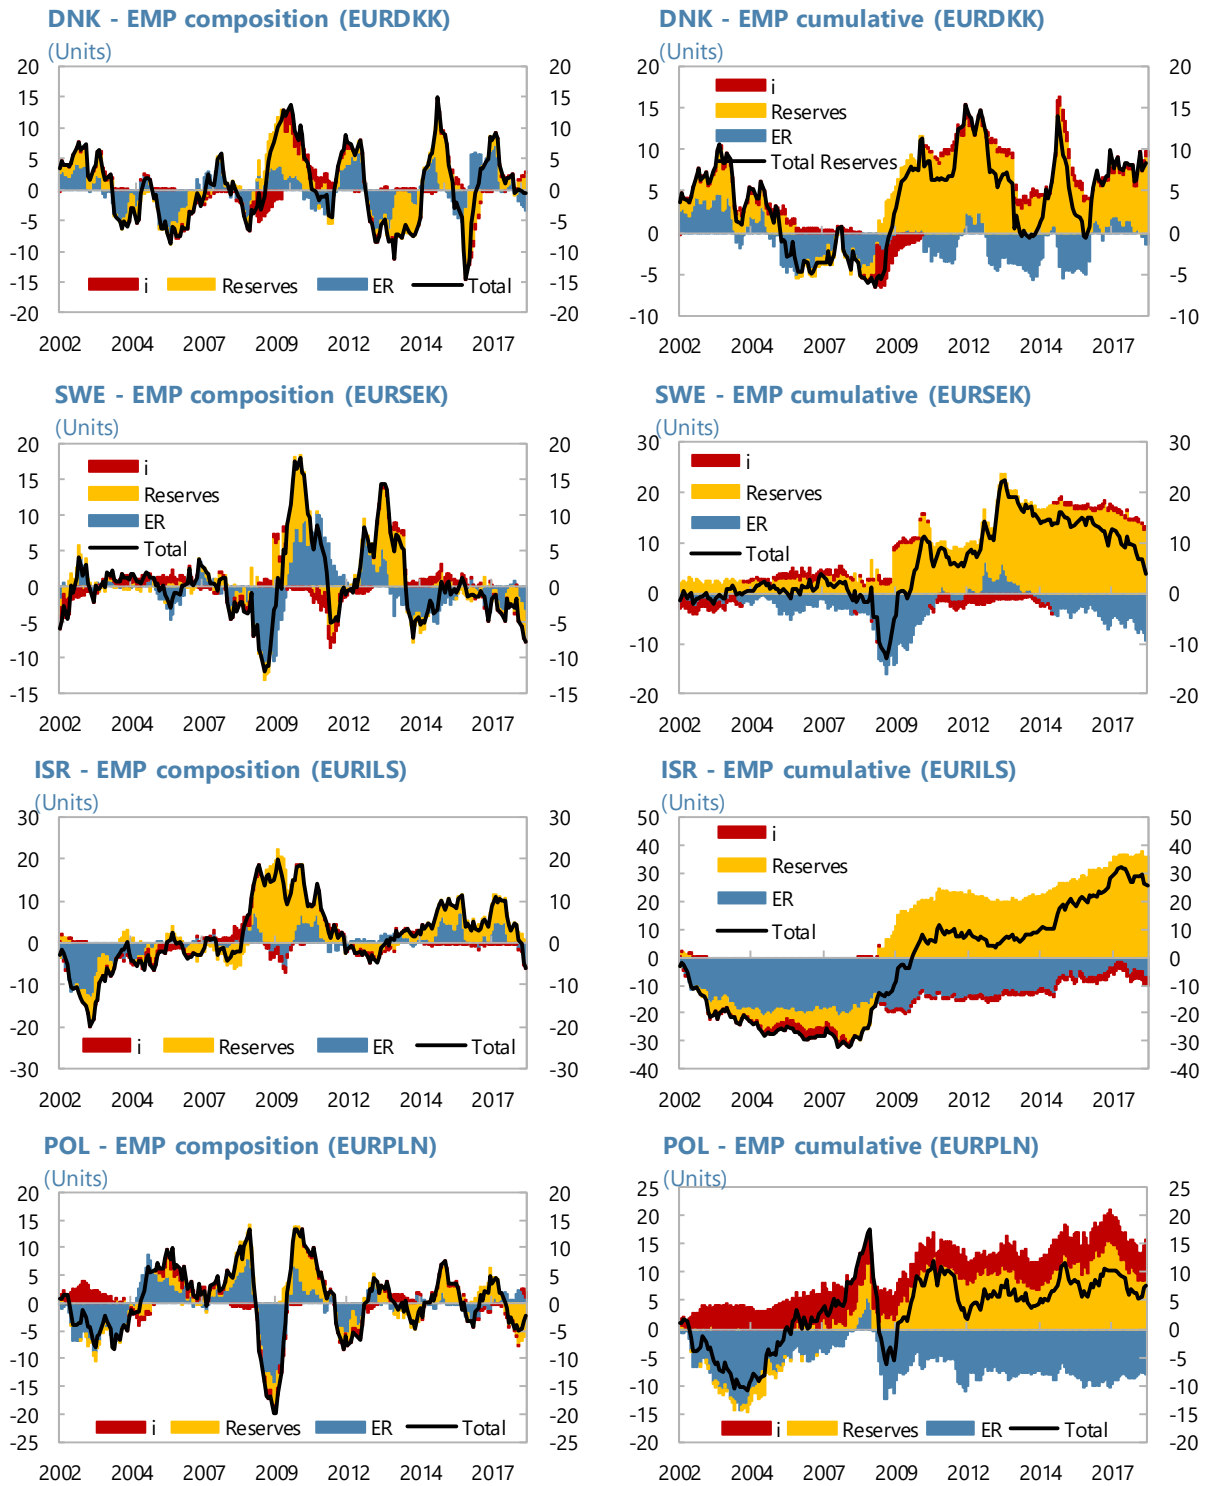 DNK - EMP composition (EURDKK)
(Units)
20 20
15 15
10 10
5 5
0 0
-5 -5
-10 -10
-15 -15
-20 -20
i Reserves ER Total
2002 2004 2007 2009 2012 2014 2017
DNK - EMP cumulative (EURDKK)
(Units)
20 20
15 15
10 10
5 5
0 0
-5 -5
-10 -10
i
Reserves
ER
Total Reserves
2002 2004 2007 2009 2012 2014 2017
SWE - EMP composition (EURSEK)
(Units)
20 20
15 15
10 10
5 5
0 0
-5 -5
-10 -10
-15 -15
i
Reserves
ER
Total
2002 2004 2007 2009 2012 2014 2017
SWE - EMP cumulative (EURSEK)
(Units)
30 30
20 20
10 10
0 0
-10 -10
-20 -20
i
Reserves
ER
Total
2002 2004 2007 2009 2012 2014 2017
ISR - EMP composition (EURILS)
(Units)
30 30
20 20
10 10
0 0
-10 -10
-20 -20
-30 -30
i Reserves ER Total
2002 2004 2007 2009 2012 2014 2017
ISR - EMP cumulative (EURILS)
(Units)
50 50
40 40
30 30
20 20
10 10
0 0
-10 -10
-20 -20
-30 -30
-40 -40
i
Reserves
ER
Total
2002 2004 2007 2009 2012 2014 2017
POL - EMP composition (EURPLN)
(Units)
20 20
15 15
10 10
5 5
0 0
-5 -5
-10 -10
-15 -15
-20 -20
-25 -25
i Reserves ER Total
2002 2004 2007 2009 2012 2014 2017
POL - EMP cumulative (EURPLN)
(Units)
25 25
20 20
15 15
10 10
5 5
0 0
-5 -5
-10 -10
-15 -15
-20 -20
i Reserves ER Total
2002 2004 2007 2009 2012 2014 2017